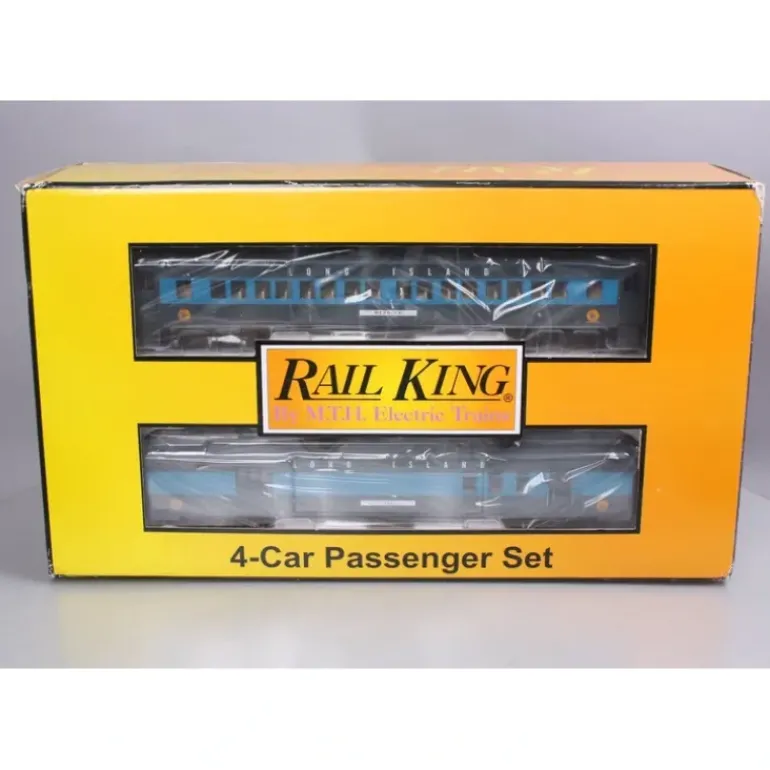 LONG ISLAND
RAIL KING®
By M.T.H. Electric Trains
LONG ISLAND
4-Car Passenger Set